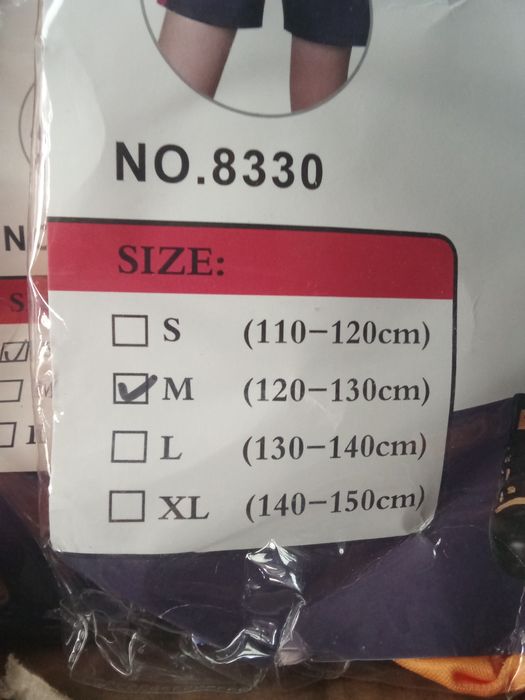 NO.8330
SIZE:
S (110-120cm)
M (120-130cm)
L (130-140cm)
XL (140-150cm)
N
S